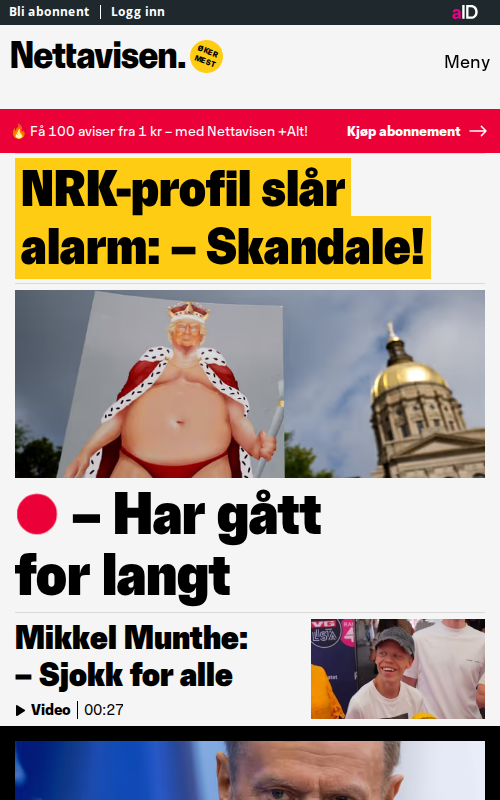 Bli abonnent
Logg inn
aID
Nettavisen.
ØKER
MEST
Meny
🔥 Få 100 aviser fra 1 kr – med Nettavisen +Alt!
Kjøp abonnement →
NRK-profil slår
alarm: – Skandale!
– Har gått
for langt
Mikkel Munthe:
– Sjokk for alle
Video | 00:27
VG